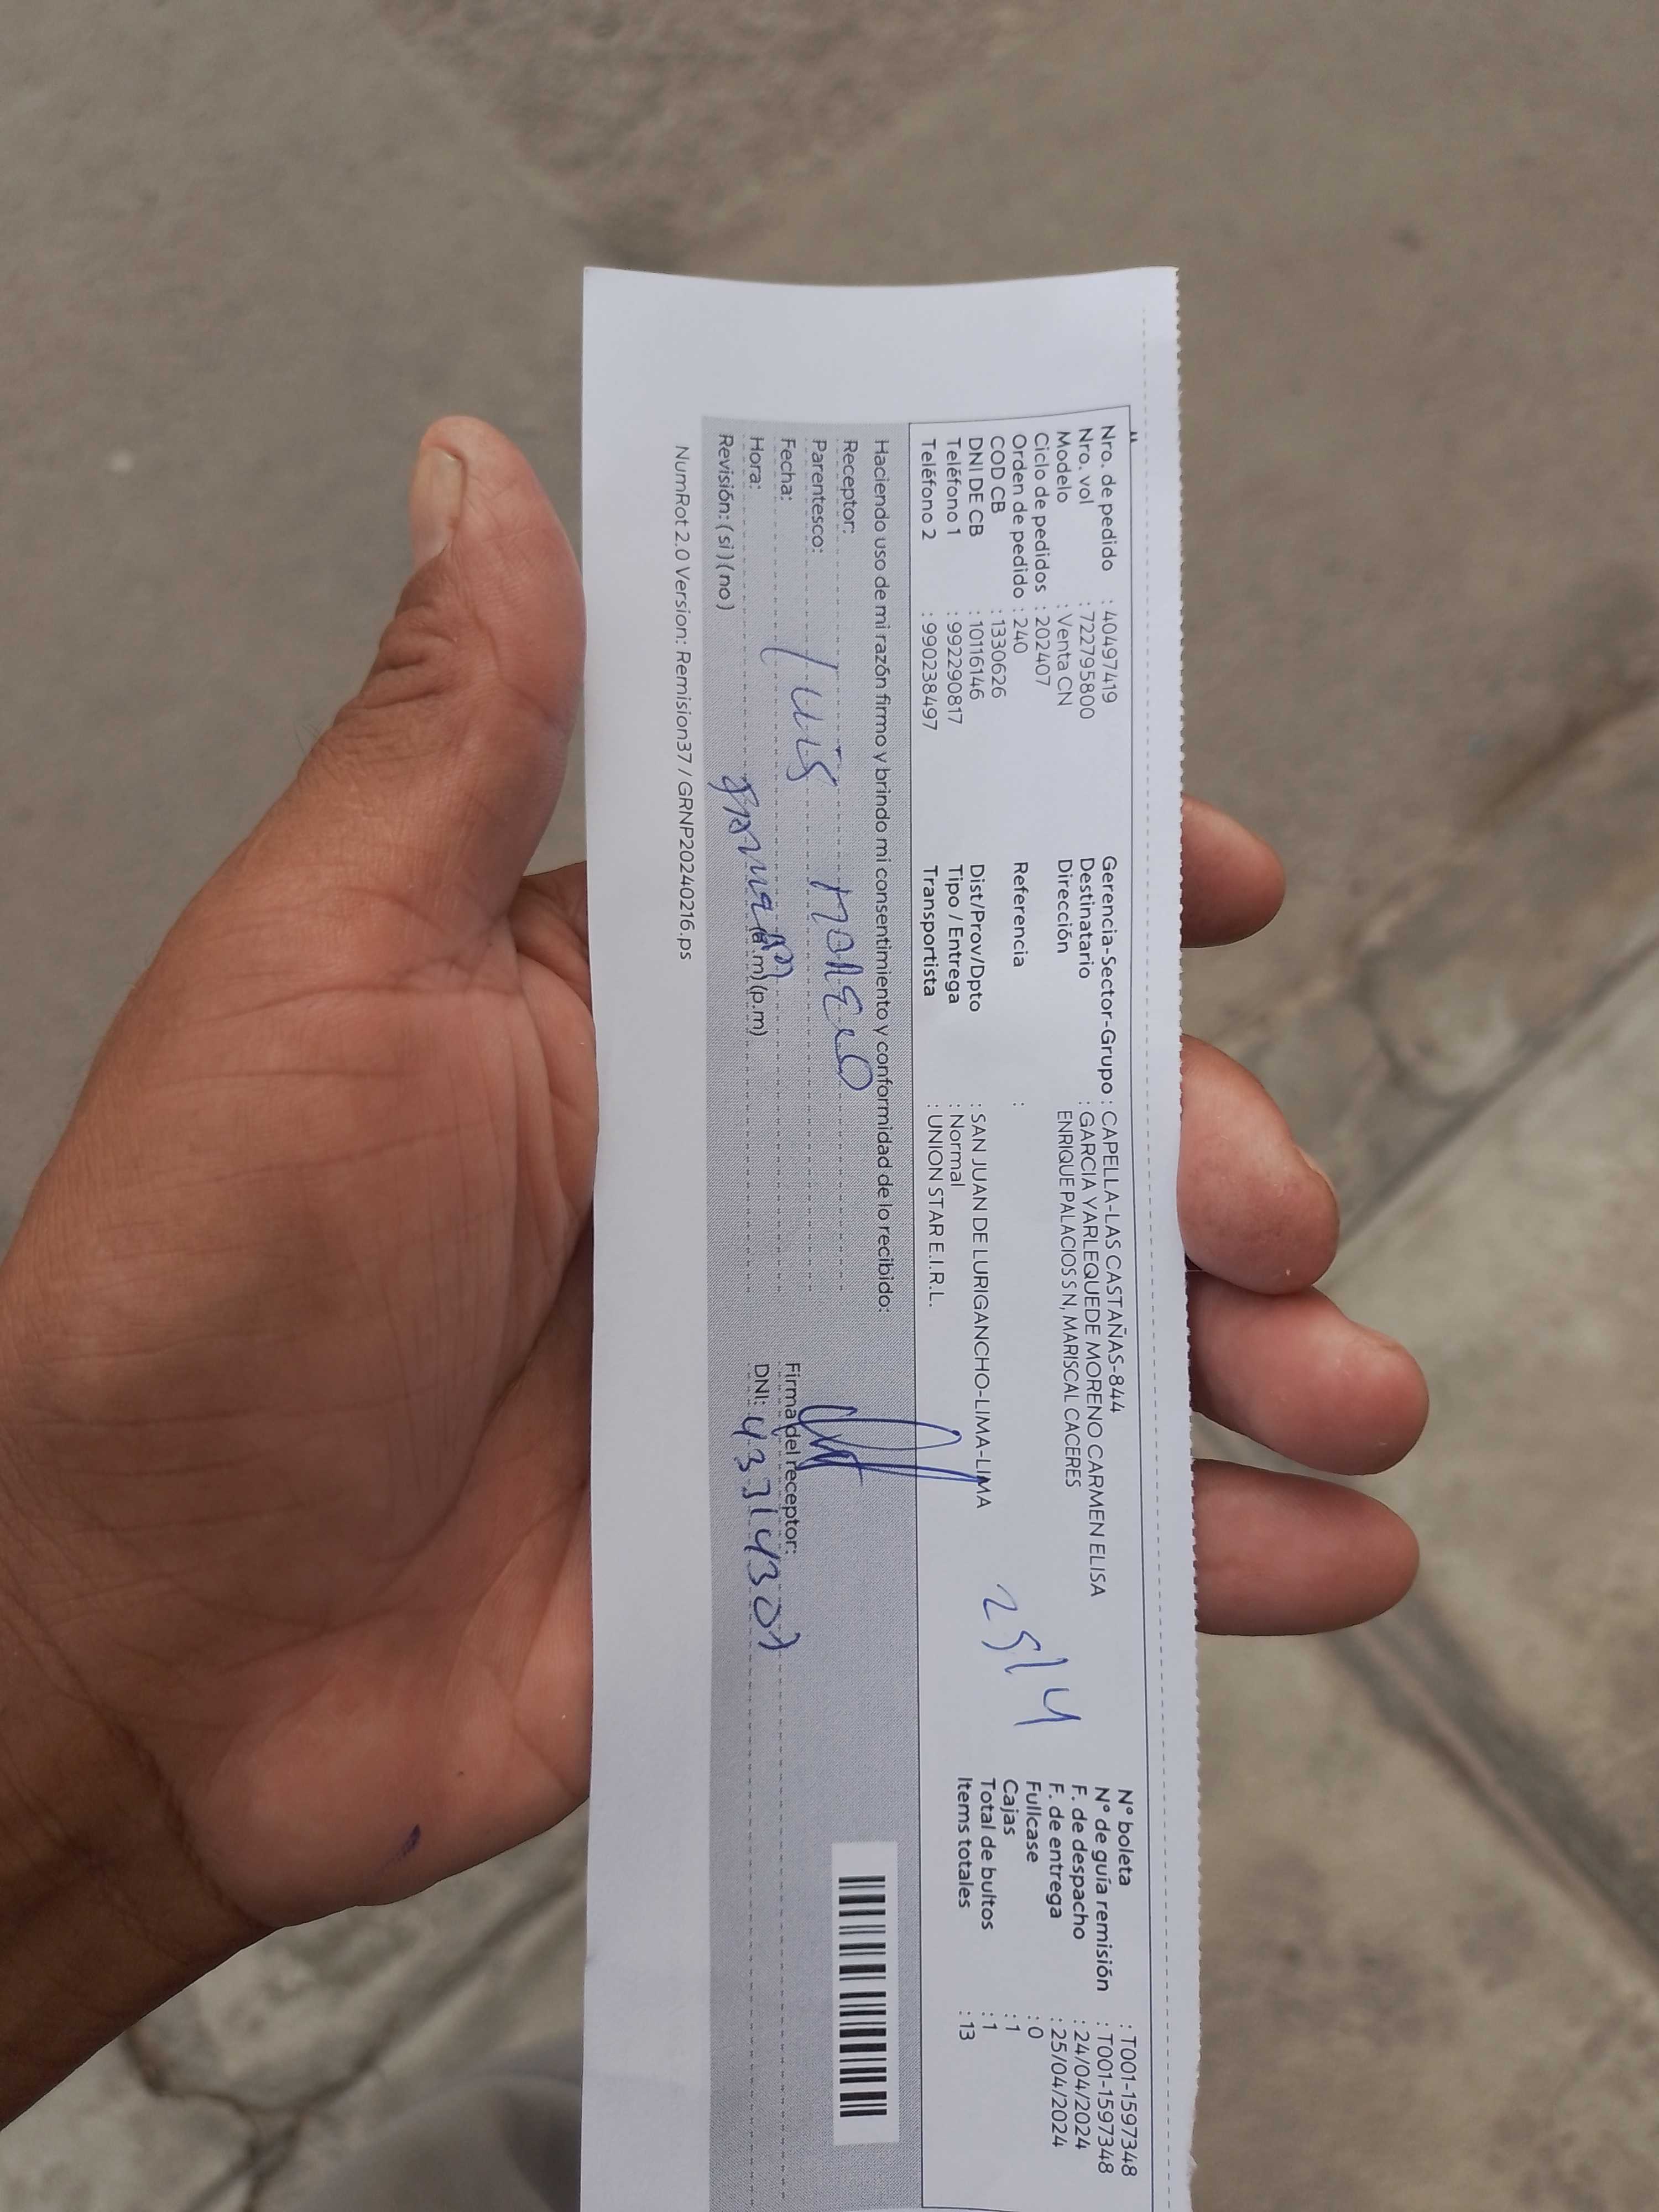 Nro. de pedido : 40497419
Nro. vol : 722795800
Modelo : Venta CN
Ciclo de pedidos : 202407
Orden de pedido : 240
COD CB : 1330626
DNI DE CB : 10116146
Teléfono 1 : 992290817
Teléfono 2 : 990238497
Gerencia-Sector-Grupo : CAPELLA-LAS CASTAÑAS-844
Destinatario : GARCIA YARLEQUEDE MORENO CARMEN ELISA
Dirección ENRIQUE PALACIOS S N, MARISCAL CACERES
Referencia :
Dist/Prov/Dpto : SAN JUAN DE LURIGANCHO-LIMA-LIMA
Tipo / Entrega : Normal
Transportista : UNION STAR E.I.R.L.
25/4
N° boleta : T001-1597348
N° de guía remisión : T001-1597348
F. de despacho : 24/04/2024
F. de entrega : 25/04/2024
Fullcase : 0
Cajas : 1
Total de bultos : 1
Items totales : 13
Haciendo uso de mi razón firmo y brindo mi consentimiento y conformidad de lo recibido:
Receptor:
Parentesco:
Luis
Fecha:
Hora: (a.m) (p.m)
Revisión: ( si ) ( no )
Firma del receptor:
DNI: 43314307
NumRot 2.0 Version: Remision37 / GRNP20240216.ps